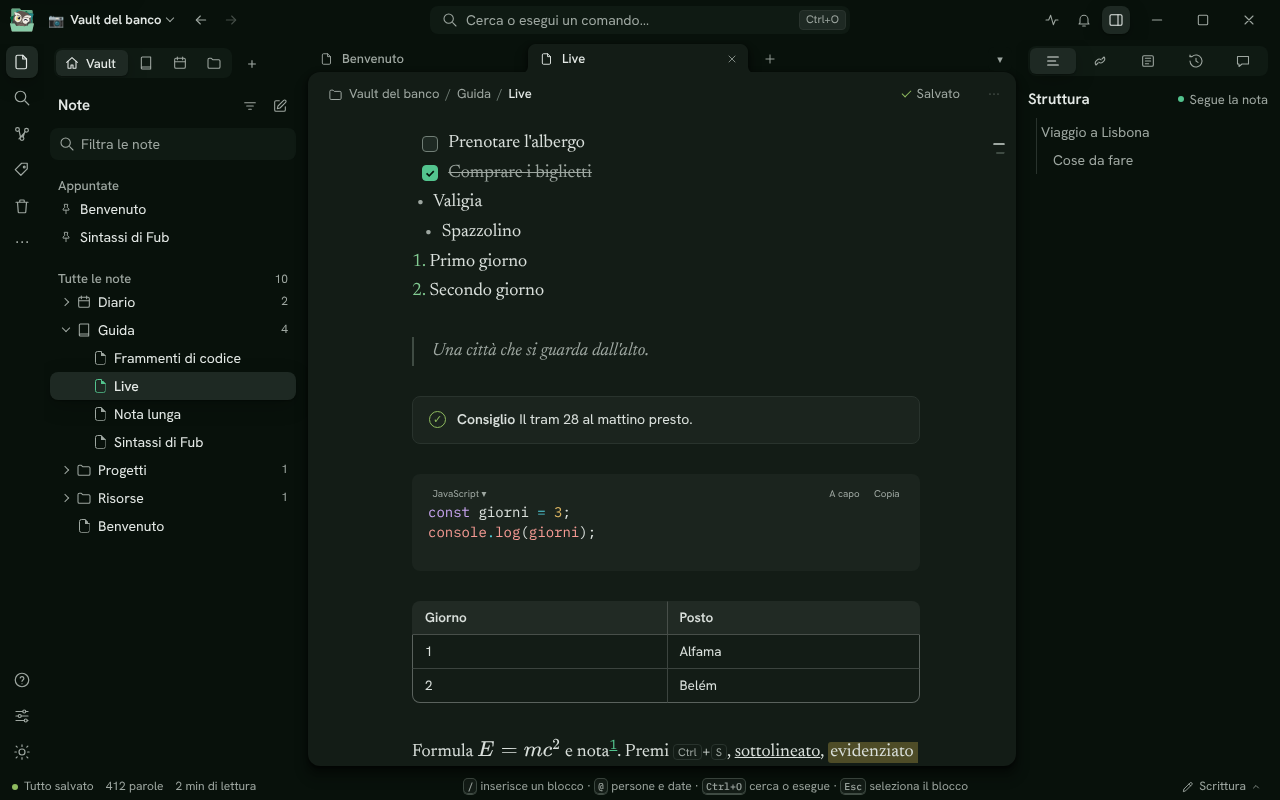 Vault del banco
Cerca o esegui un comando...
Ctrl+O
Vault
Benvenuto
Live
Note
Filtra le note
Appuntate
Benvenuto
Sintassi di Fub
Tutte le note 10
Diario 2
Guida 4
Frammenti di codice
Live
Nota lunga
Sintassi di Fub
Progetti 1
Risorse 1
Benvenuto
Vault del banco / Guida / Live
Salvato
Prenotare l'albergo
Comprare i biglietti
• Valigia
• Spazzolino
1. Primo giorno
2. Secondo giorno
Una città che si guarda dall'alto.
Consiglio Il tram 28 al mattino presto.
JavaScript ▾ A capo Copia
const giorni = 3;
console.log(giorni);
Giorno Posto
1 Alfama
2 Belém
Formula E = mc² e nota1. Premi Ctrl+S, sottolineato, evidenziato
Struttura
Segue la nota
Viaggio a Lisbona
Cose da fare
Tutto salvato 412 parole 2 min di lettura
/ inserisce un blocco · @ persone e date · Ctrl+O cerca o esegue · Esc seleziona il blocco
Scrittura